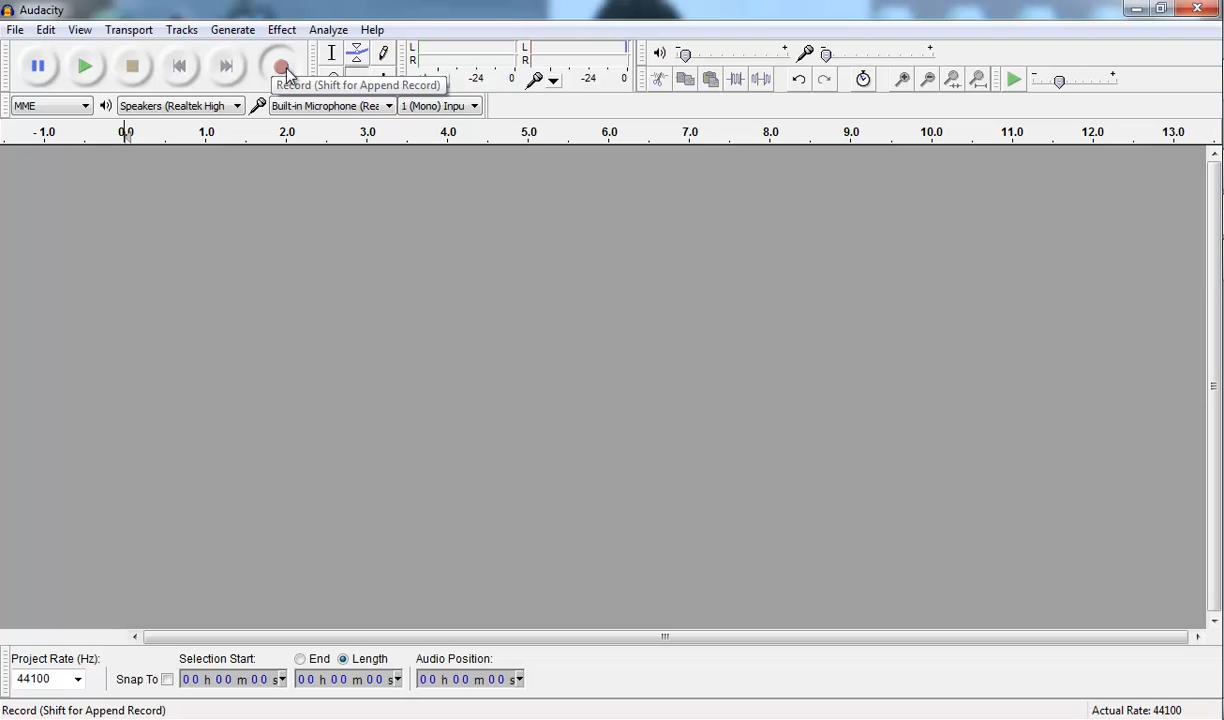 Audacity
File Edit View Transport Tracks Generate Effect Analyze Help
L L
R R
-24 0 -24 0
Record (Shift for Append Record)
MME Speakers (Realtek High Built-in Microphone (Rea 1 (Mono) Inpu
- 1.0 0.0 1.0 2.0 3.0 4.0 5.0 6.0 7.0 8.0 9.0 10.0 11.0 12.0 13.0
Project Rate (Hz): Selection Start: End Length Audio Position:
44100 Snap To 00 h 00 m 00 s 00 h 00 m 00 s 00 h 00 m 00 s
Record (Shift for Append Record) Actual Rate: 44100